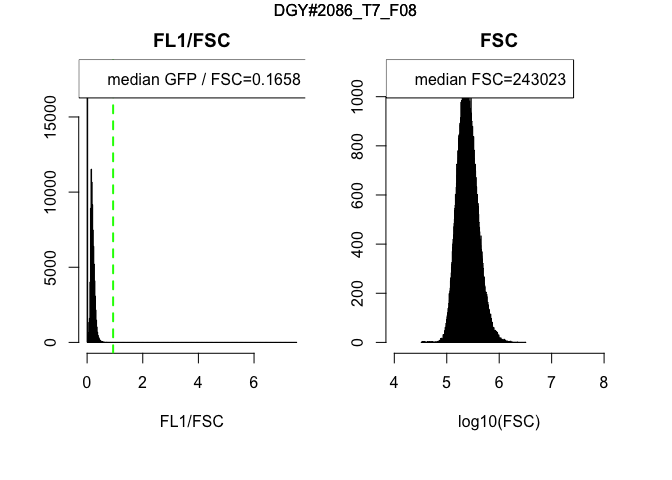 DGY#2086_T7_F08
FL1/FSC
median GFP / FSC=0.1658
0
5000
10000
15000
0 2 4 6
FL1/FSC
FSC
median FSC=243023
0
200
400
600
800
1000
4 5 6 7 8
log10(FSC)